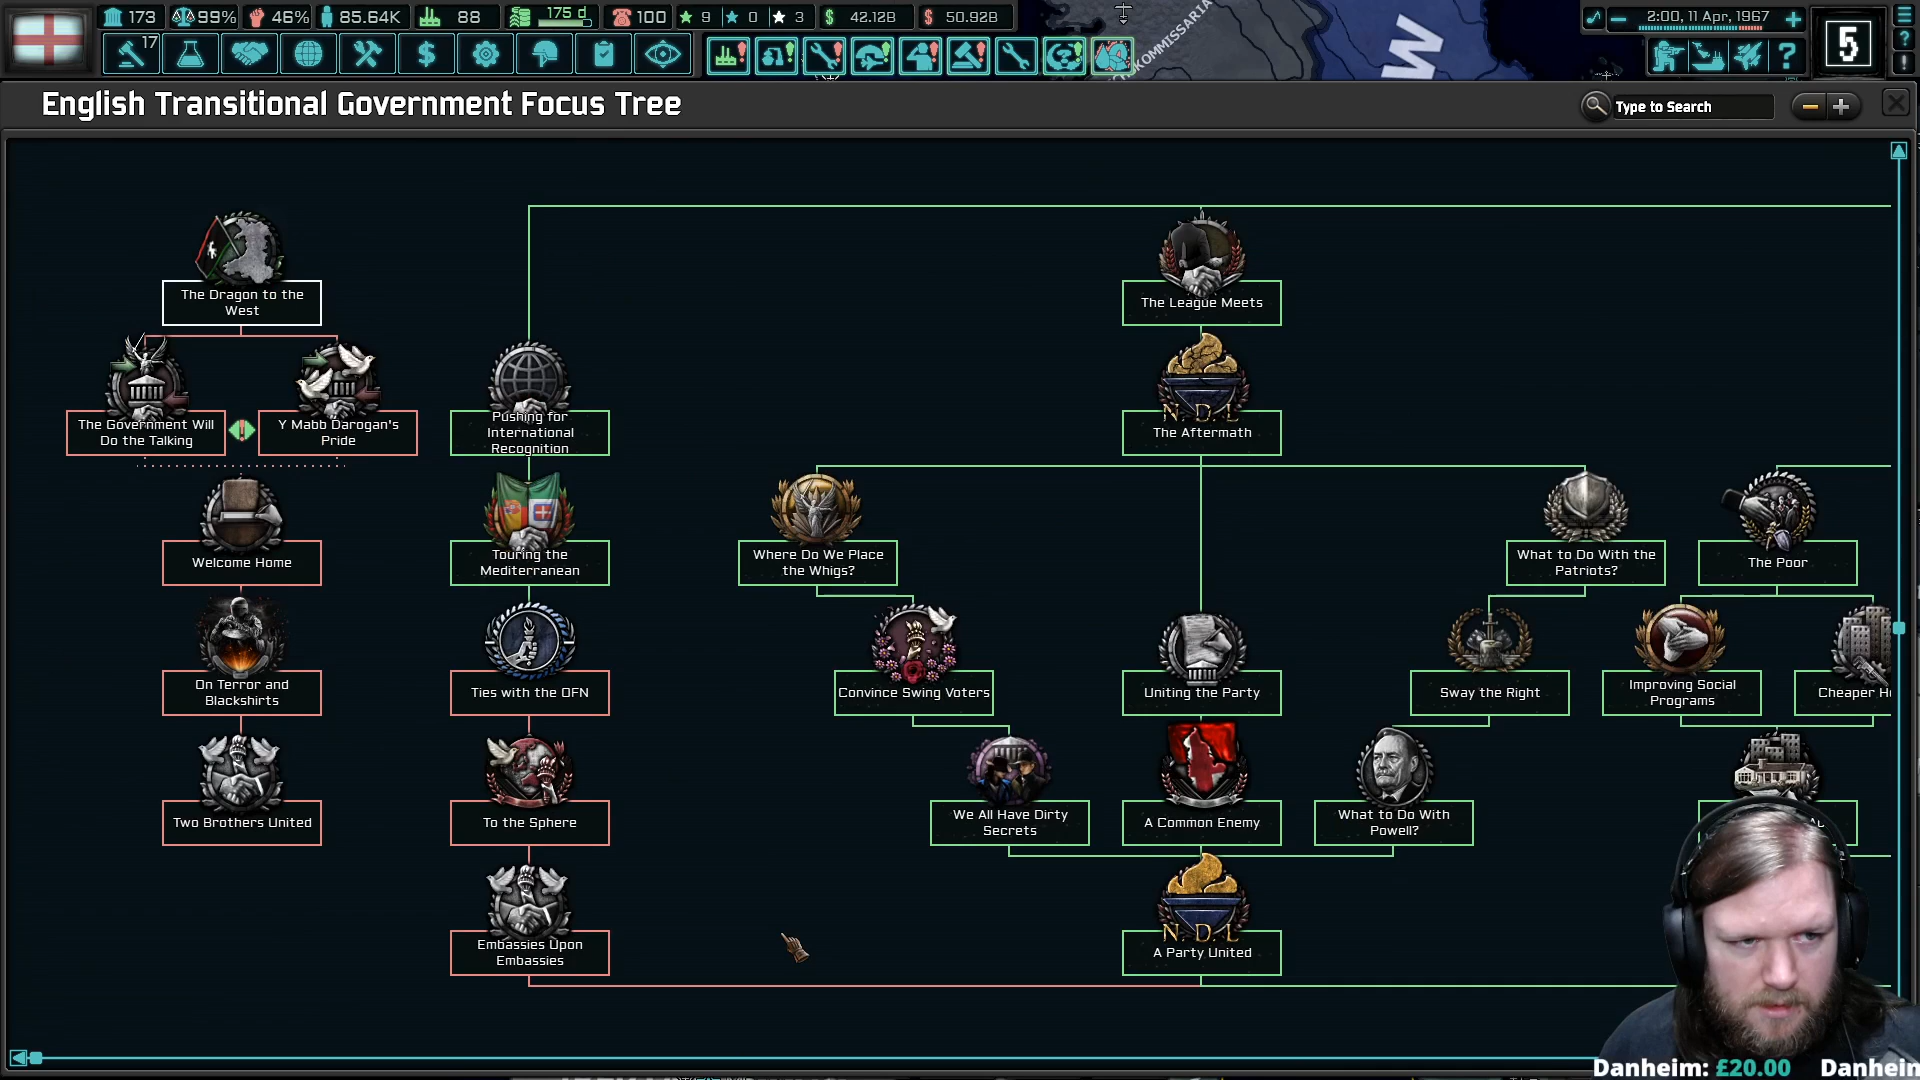 173
99%
46%
85.64K
88
175 d
100
9
0
3
42.12B
50.92B
2:00, 11 Apr, 1967
17
5
KOMMISSARIA
W
English Transitional Government Focus Tree
Type to Search
The Dragon to the
West
The League Meets
The Government Will
Do the Talking
Y Mabb Darogan's
Pride
Pushing for
International
Recognition
N. D. L
The Aftermath
Welcome Home
Touring the
Mediterranean
Where Do We Place
the Whigs?
What to Do With the
Patriots?
The Poor
On Terror and
Blackshirts
Ties with the OFN
Convince Swing Voters
Uniting the Party
Sway the Right
Improving Social
Programs
Cheaper H
Two Brothers United
To the Sphere
We All Have Dirty
Secrets
A Common Enemy
What to Do With
Powell?
Embassies Upon
Embassies
N. D. L
A Party United
Danheim: £20.00 Danheim